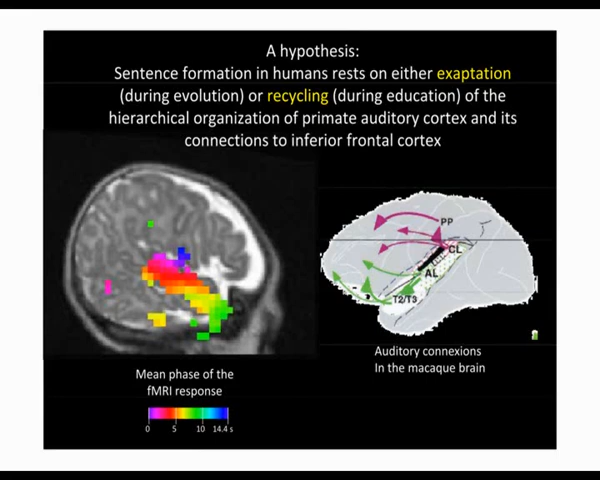 A hypothesis:
Sentence formation in humans rests on either exaptation
(during evolution) or recycling (during education) of the
hierarchical organization of primate auditory cortex and its
connections to inferior frontal cortex
PP
CL
AL
T2/T3
Auditory connexions
In the macaque brain
Mean phase of the
fMRI response
0 5 10 14.4 s